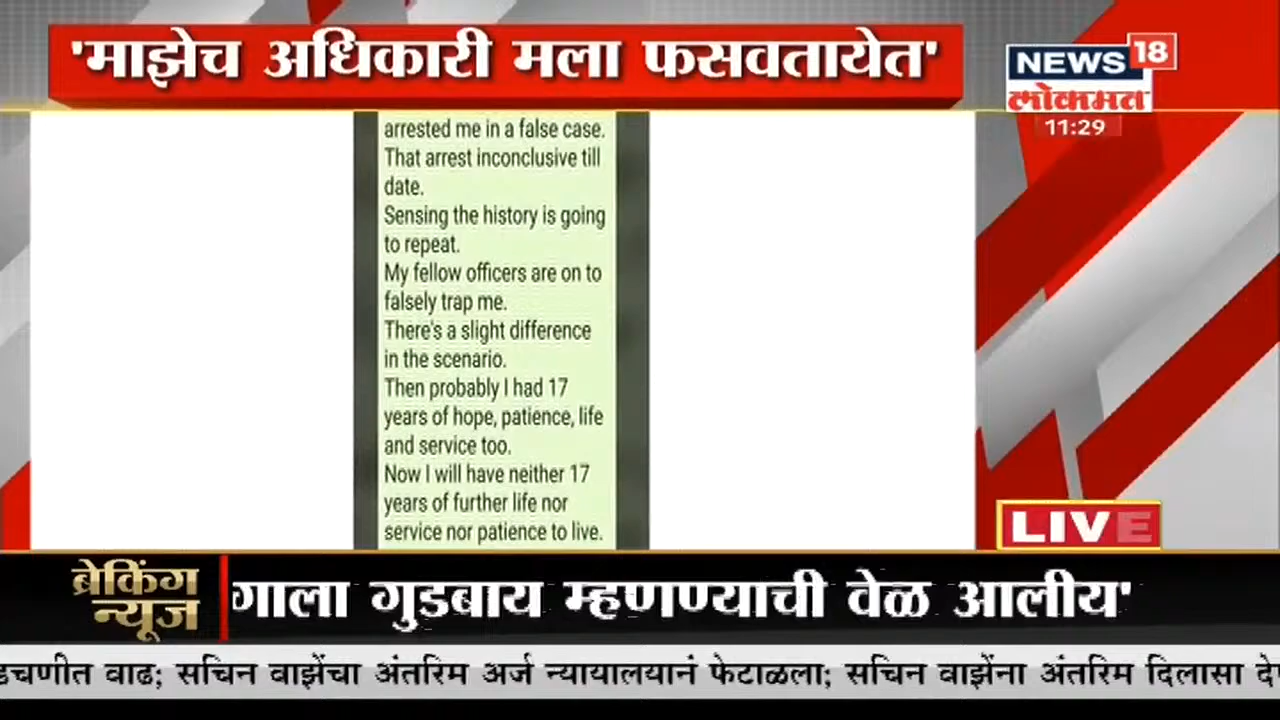 'माझेच अधिकारी मला फसवतायेत'
NEWS 18
लोकमत
11:29
arrested me in a false case.
That arrest inconclusive till
date.
Sensing the history is going
to repeat.
My fellow officers are on to
falsely trap me.
There's a slight difference
in the scenario.
Then probably I had 17
years of hope, patience, life
and service too.
Now I will have neither 17
years of further life nor
service nor patience to live.
LIVE
ब्रेकिंग
न्यूज
गाला गुडबाय म्हणण्याची वेळ आलीय'
डचणीत वाढ; सचिन वाझेंचा अंतरिम अर्ज न्यायालयानं फेटाळला; सचिन वाझेंना अंतरिम दिलासा